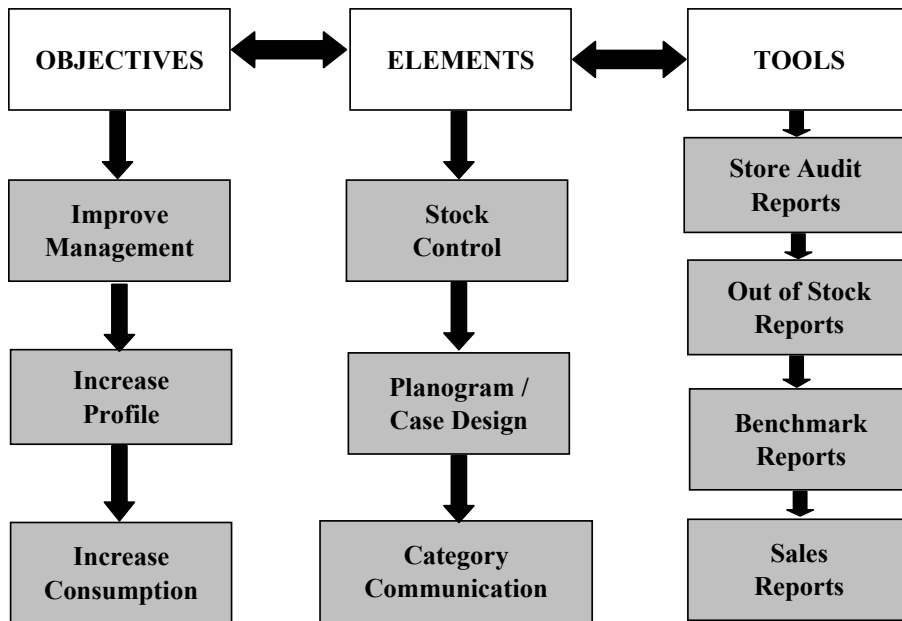 OBJECTIVES
ELEMENTS
TOOLS
Improve
Management
Increase
Profile
Increase
Consumption
Stock
Control
Planogram /
Case Design
Category
Communication
Store Audit
Reports
Out of Stock
Reports
Benchmark
Reports
Sales
Reports